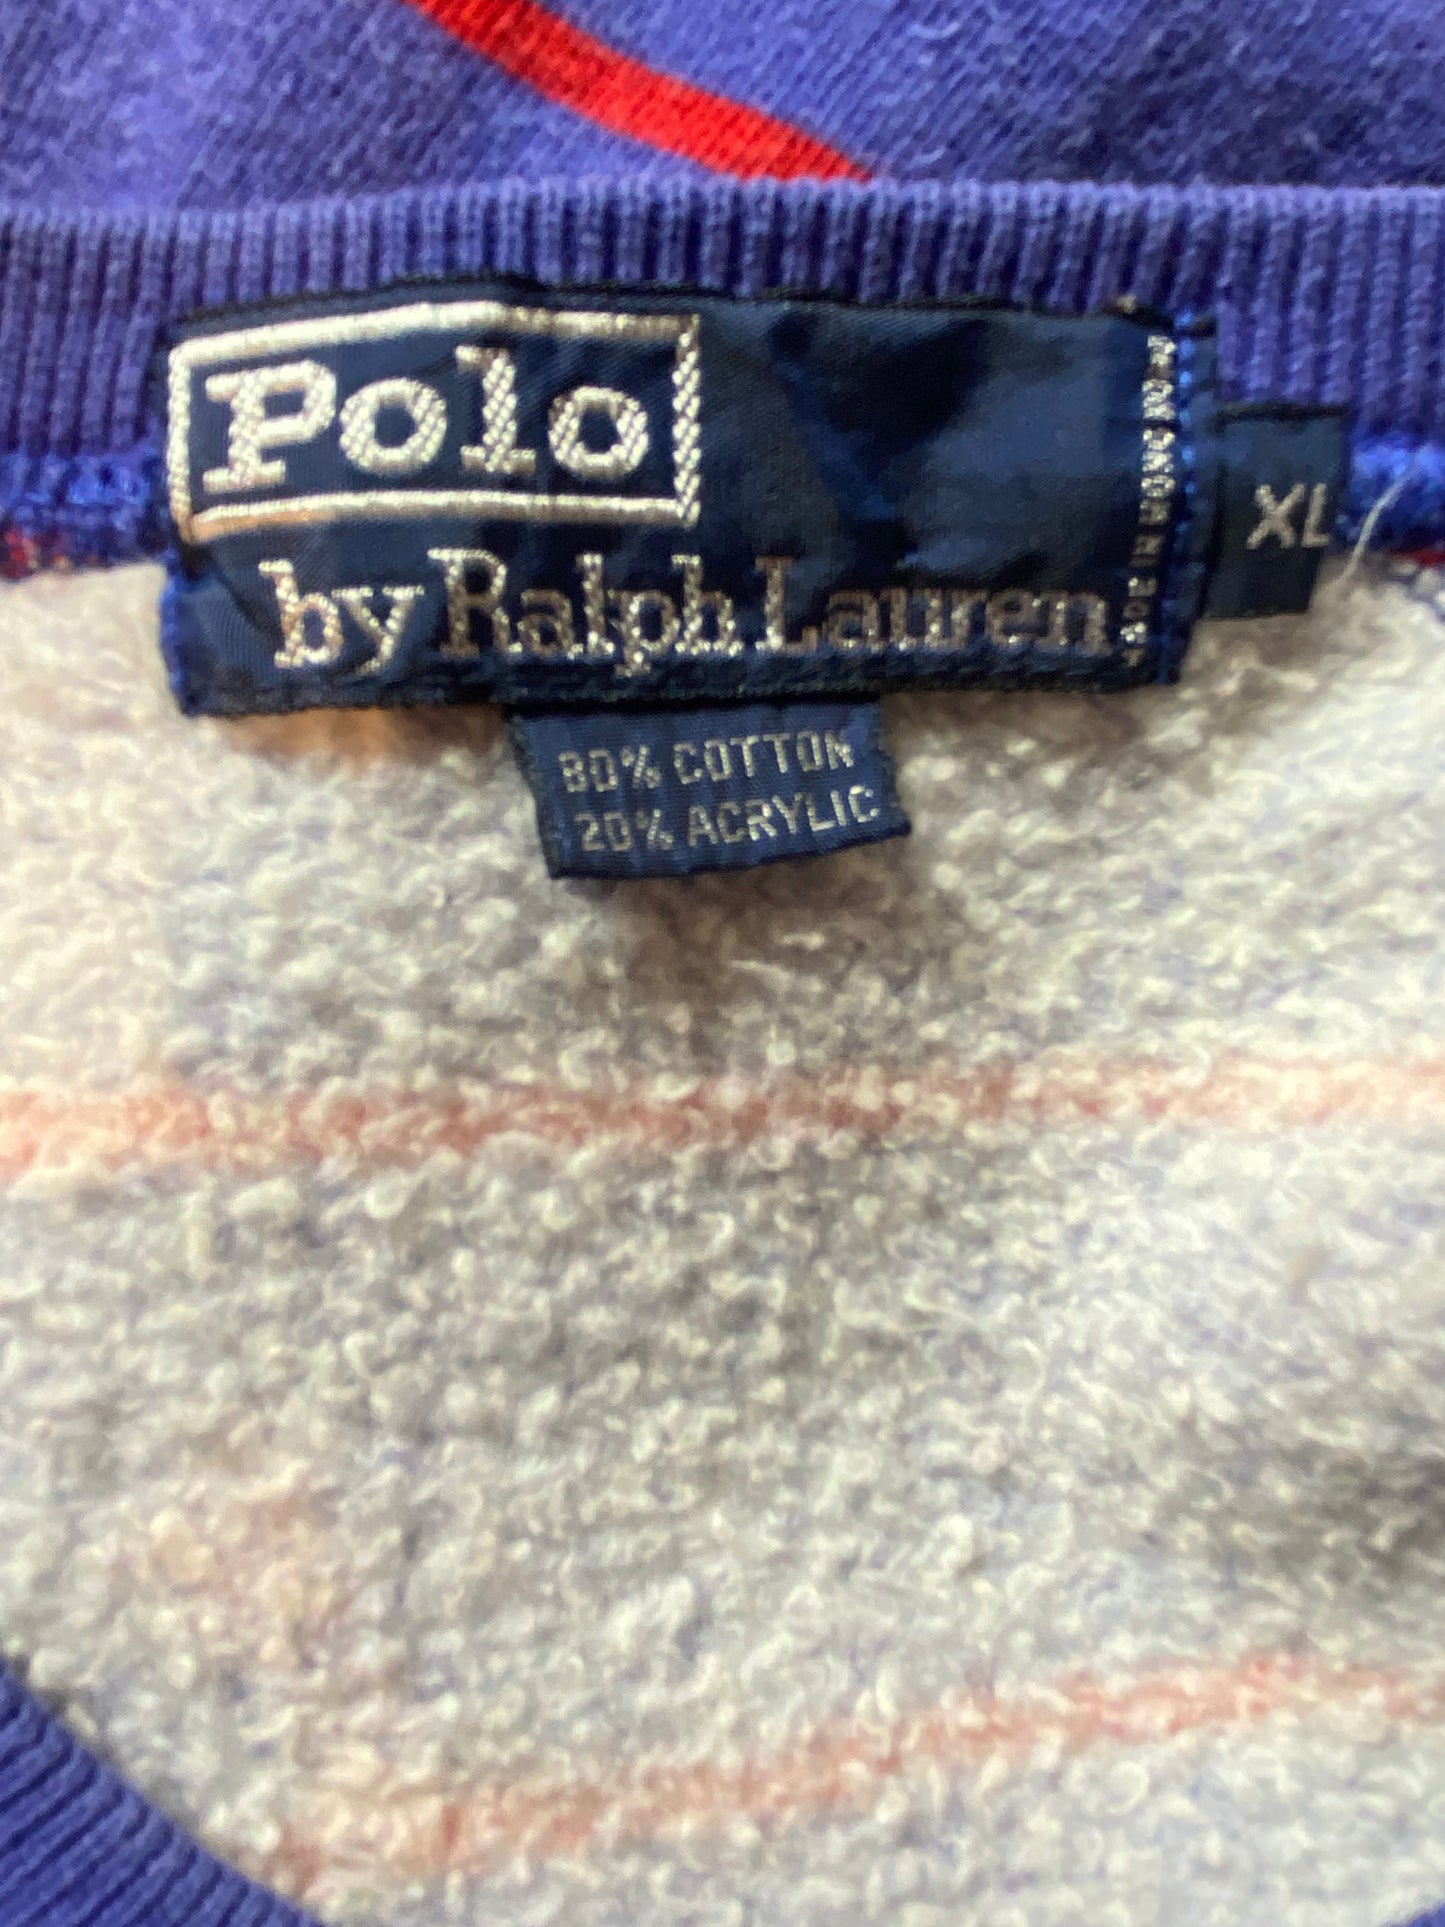 Polo
by Ralph Lauren
MADE IN HONG KONG
XL
80% COTTON
20% ACRYLIC